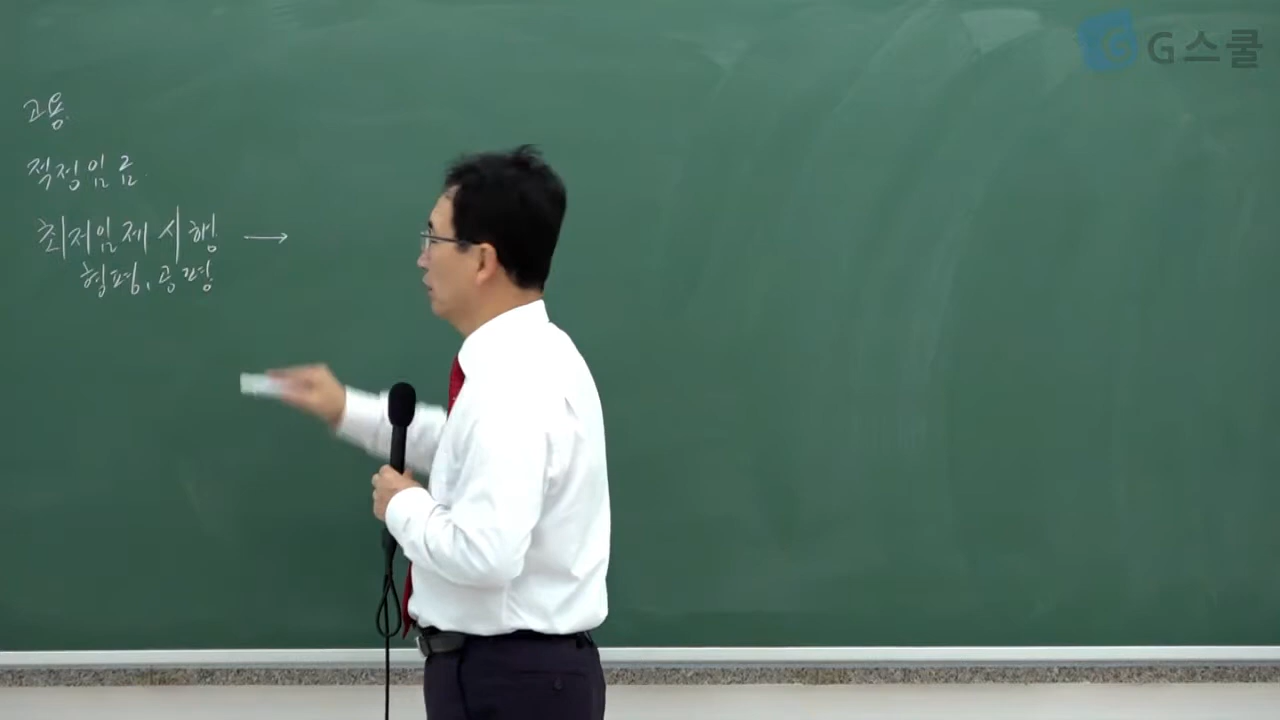 G스쿨
고용
적정임금
최저임제 시행 →
형평, 공평